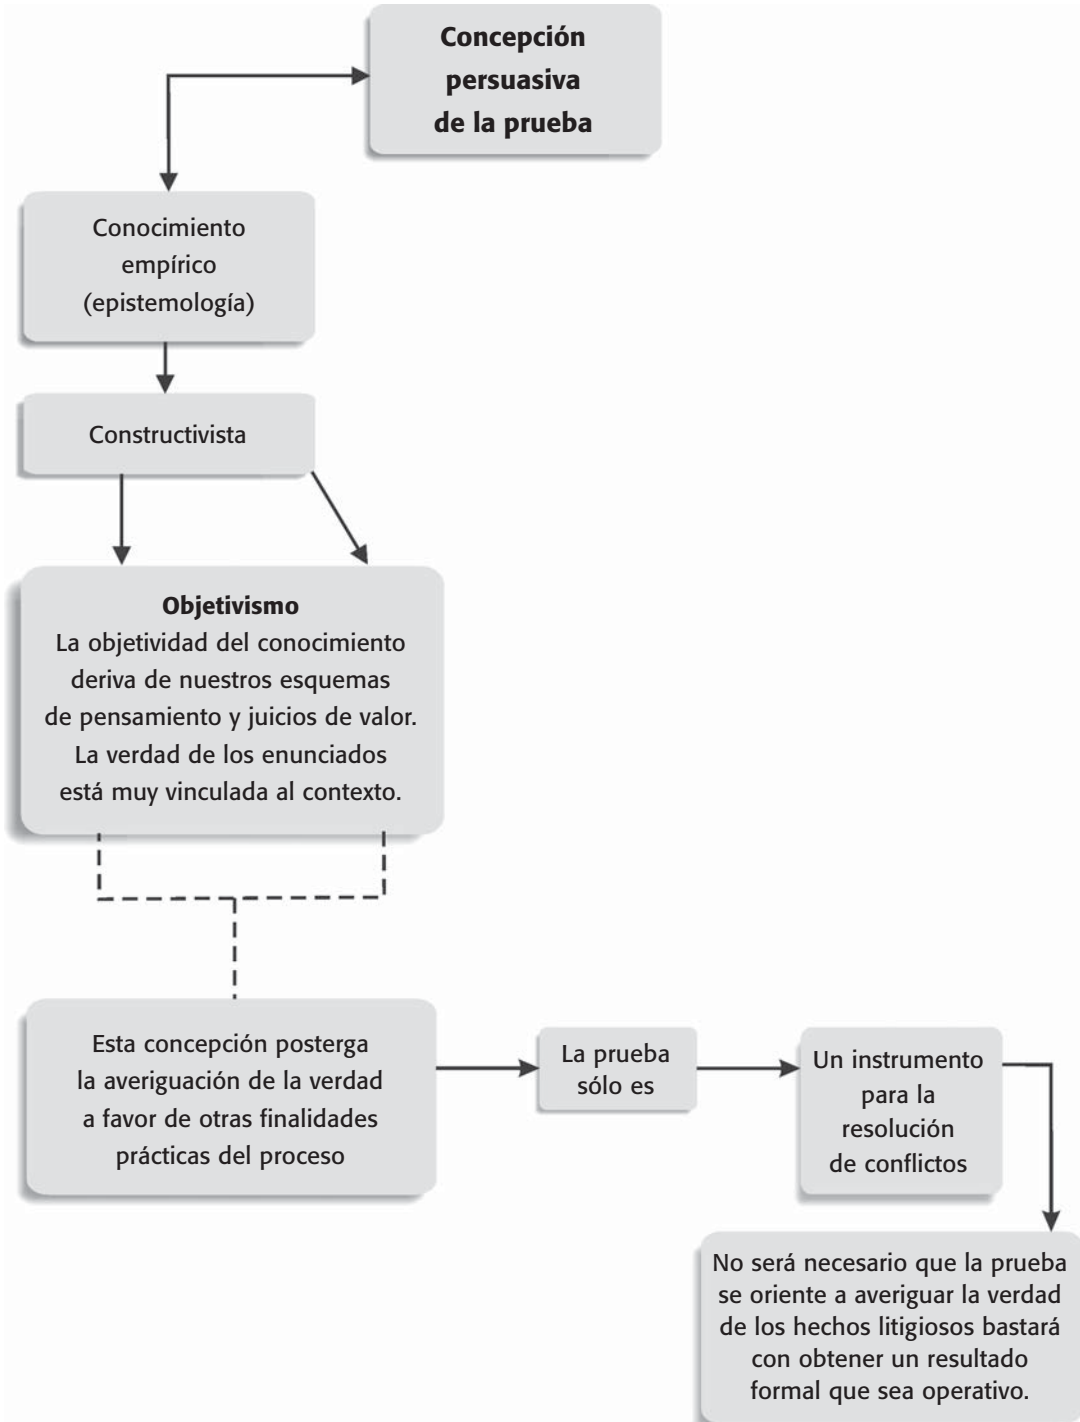 Concepción
persuasiva
de la prueba
Conocimiento
empírico
(epistemología)
Constructivista
Objetivismo
La objetividad del conocimiento
deriva de nuestros esquemas
de pensamiento y juicios de valor.
La verdad de los enunciados
está muy vinculada al contexto.
Esta concepción posterga
la averiguación de la verdad
a favor de otras finalidades
prácticas del proceso
La prueba
sólo es
Un instrumento
para la
resolución
de conflictos
No será necesario que la prueba
se oriente a averiguar la verdad
de los hechos litigiosos bastará
con obtener un resultado
formal que sea operativo.